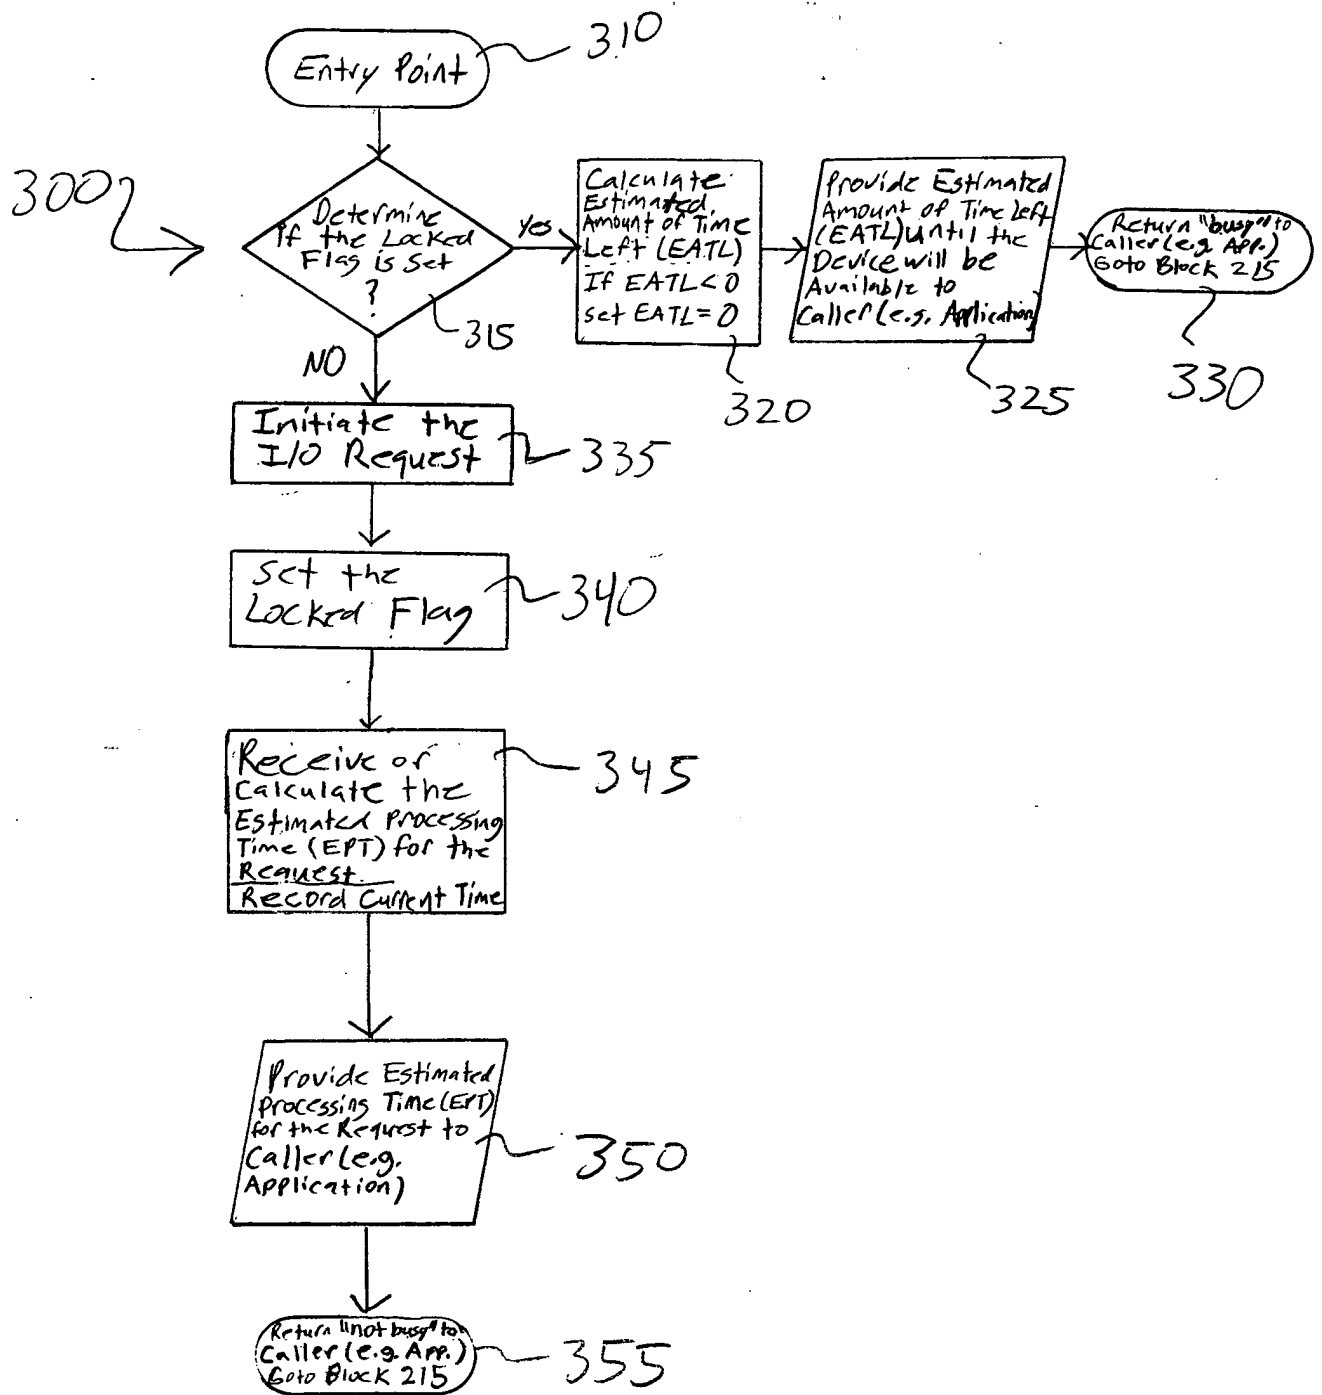 Entry Point
310
300
Determine
if the Locked
Flag is Set
?
315
Yes
Calculate
Estimated
Amount of Time
Left (EATL)
If EATL < 0
set EATL = 0
320
Provide Estimated
Amount of Time Left
(EATL) until the
Device will be
Available to
Caller (e.g. Application)
325
Return "busy" to
Caller (e.g. App.)
Goto Block 215
330
NO
Initiate the
I/O Request
335
Set the
Locked Flag
340
Receive or
Calculate the
Estimated Processing
Time (EPT) for the
Request.
Record Current Time
345
Provide Estimated
Processing Time (EPT)
for the Request to
Caller (e.g.
Application)
350
Return "not busy" to
Caller (e.g. App.)
Goto Block 215
355